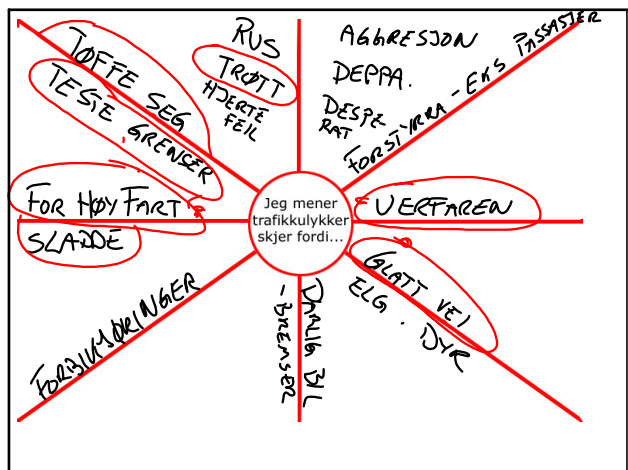 TØFFE SEG
TESTE GRENSER
RUS
TRØTT
HJERTE
FEIL
AGGRESJON
DEPPA.
DESPE
RAT
FORSTYRRA - EKS PASSASJER
FOR HØY FART
SLADDE
Jeg mener
trafikkulykker
skjer fordi...
UERFAREN
GLATT VEI
ELG. DYR
FORBIKJØRINGER
DÅRLIG BIL
- BREMSER